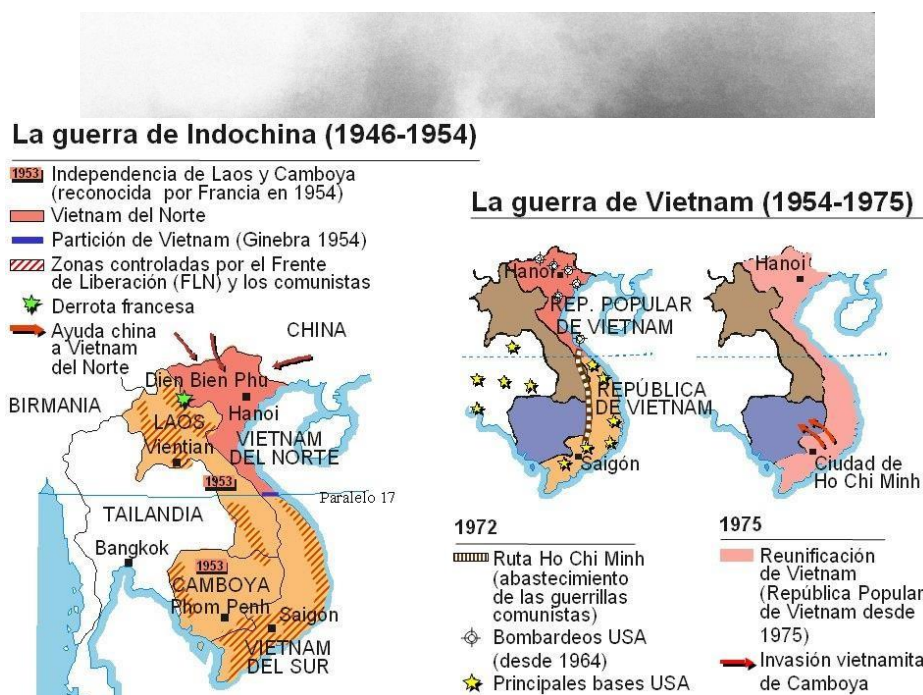 La guerra de Indochina (1946-1954)
1953 Independencia de Laos y Camboya
(reconocida por Francia en 1954)
Vietnam del Norte
Partición de Vietnam (Ginebra 1954)
Zonas controladas por el Frente
de Liberación (FLN) y los comunistas
Derrota francesa
Ayuda china
a Vietnam
del Norte
CHINA
Dien Bien Phu
BIRMANIA
Hanoi
LAOS
Vientian
VIETNAM
DEL NORTE
1953
Paralelo 17
TAILANDIA
Bangkok
1953
CAMBOYA
Phom Penh
Saigón
VIETNAM
DEL SUR
La guerra de Vietnam (1954-1975)
Hanoi
REP. POPULAR
DE VIETNAM
REPÚBLICA
DE VIETNAM
Saigón
1972
Ruta Ho Chi Minh
(abastecimiento
de las guerrillas
comunistas)
Bombardeos USA
(desde 1964)
Principales bases USA
Hanoi
Ciudad de
Ho Chi Minh
1975
Reunificación
de Vietnam
(República Popular
de Vietnam desde
1975)
Invasión vietnamita
de Camboya